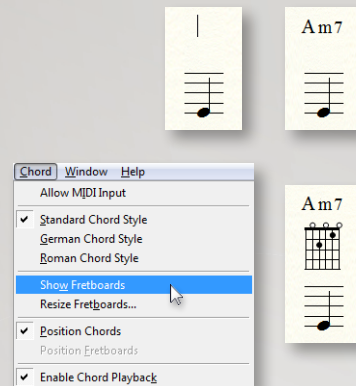 Am7
Chord Window Help
Allow MIDI Input
Standard Chord Style
German Chord Style
Roman Chord Style
Show Fretboards
Resize Fretboards...
Position Chords
Position Fretboards
Enable Chord Playback
Am7